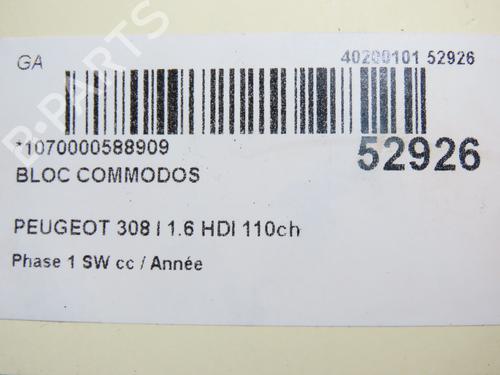 GA
40200101 52926
*1070000588909
52926
BLOC COMMODOS
PEUGEOT 308 I 1.6 HDI 110ch
Phase 1 SW cc / Année
B-PARTS